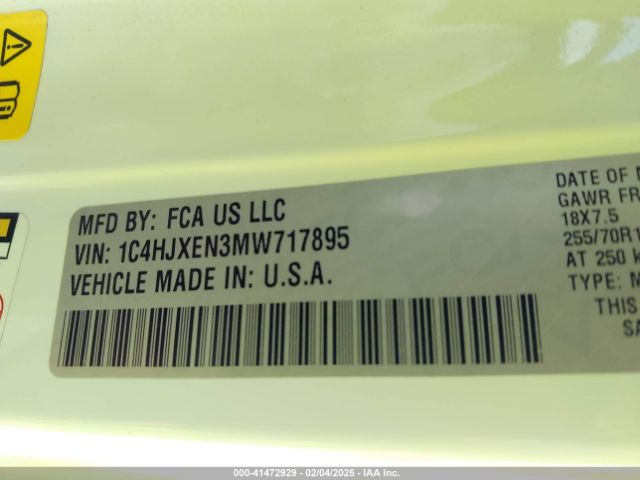 MFD BY: FCA US LLC
VIN: 1C4HJXEN3MW717895
VEHICLE MADE IN: U.S.A.
DATE OF
GAWR FR
18X7.5
255/70R1
AT 250
TYPE: M
THIS
SA
00-41472929 - 02/04/2025 - IAA Inc.